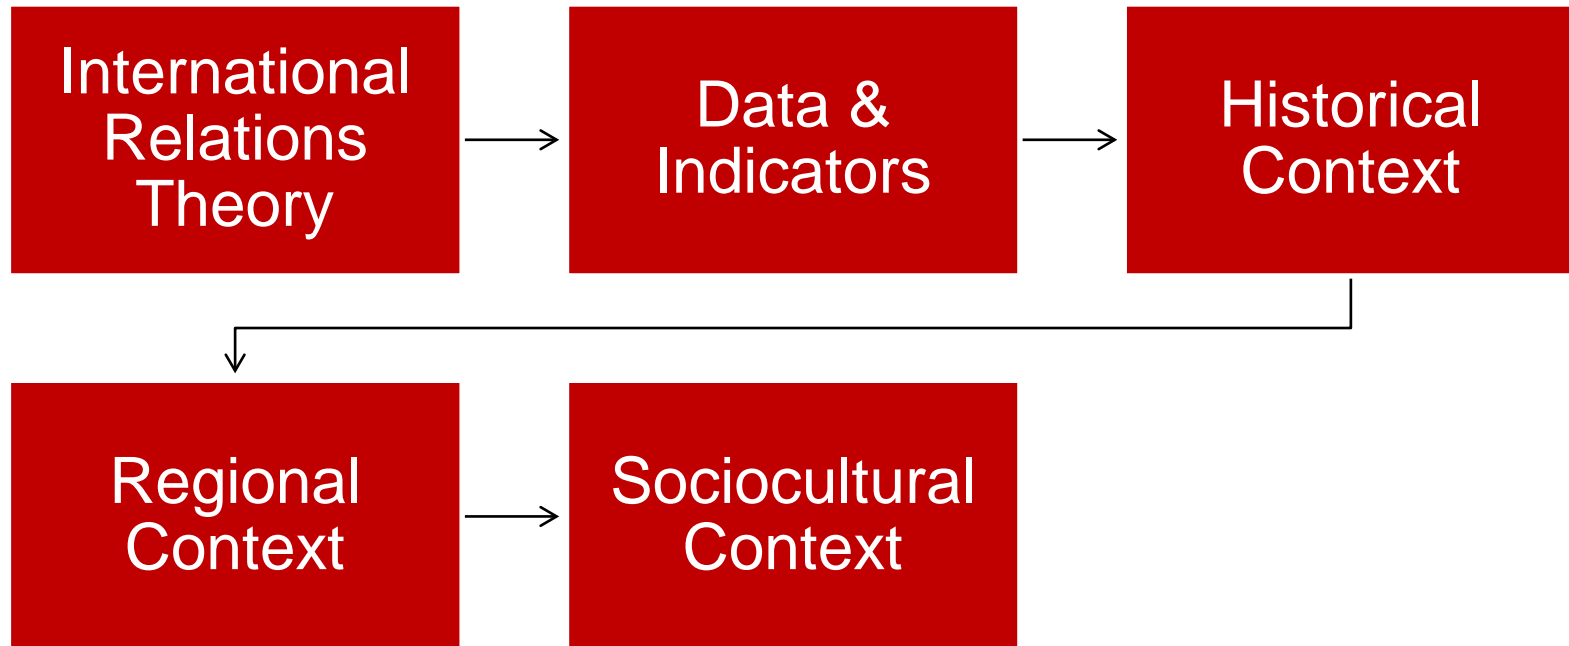 International
Relations
Theory
Data &
Indicators
Historical
Context
Regional
Context
Sociocultural
Context